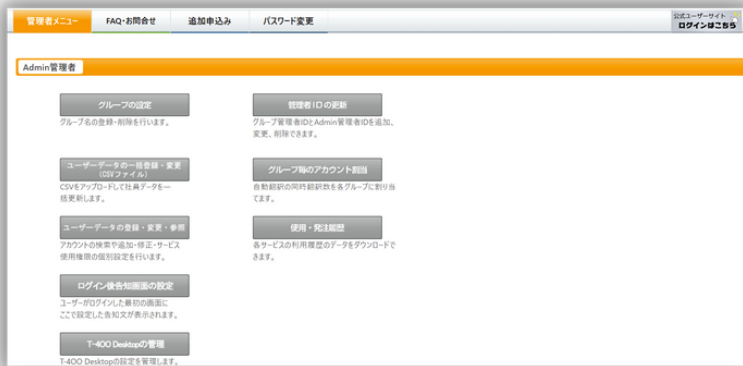 管理者メニュー
FAQ・お問合せ
追加申込み
パスワード変更
公式ユーザーサイト
ログインはこちら
Admin管理者
グループの設定
グループ名の登録・削除を行います。
管理者IDの更新
グループ管理者IDとAdmin管理者IDを追加、
変更、削除できます。
ユーザーデータの一括登録・変更
(CSVファイル)
CSVをアップロードして社員データを一
括更新します。
グループ毎のアカウント割当
自動翻訳の同時翻訳数を各グループに割り当
てます。
ユーザーデータの登録・変更・参照
アカウントの検索や追加・修正・サービス
使用権限の個別設定を行います。
使用・発注履歴
各サービスの利用履歴のデータをダウンロードで
きます。
ログイン後告知画面の設定
ユーザーがログインした最初の画面に
ここで設定した告知文が表示されます。
T-400 Desktopの管理
T-400 Desktopの設定を管理します。